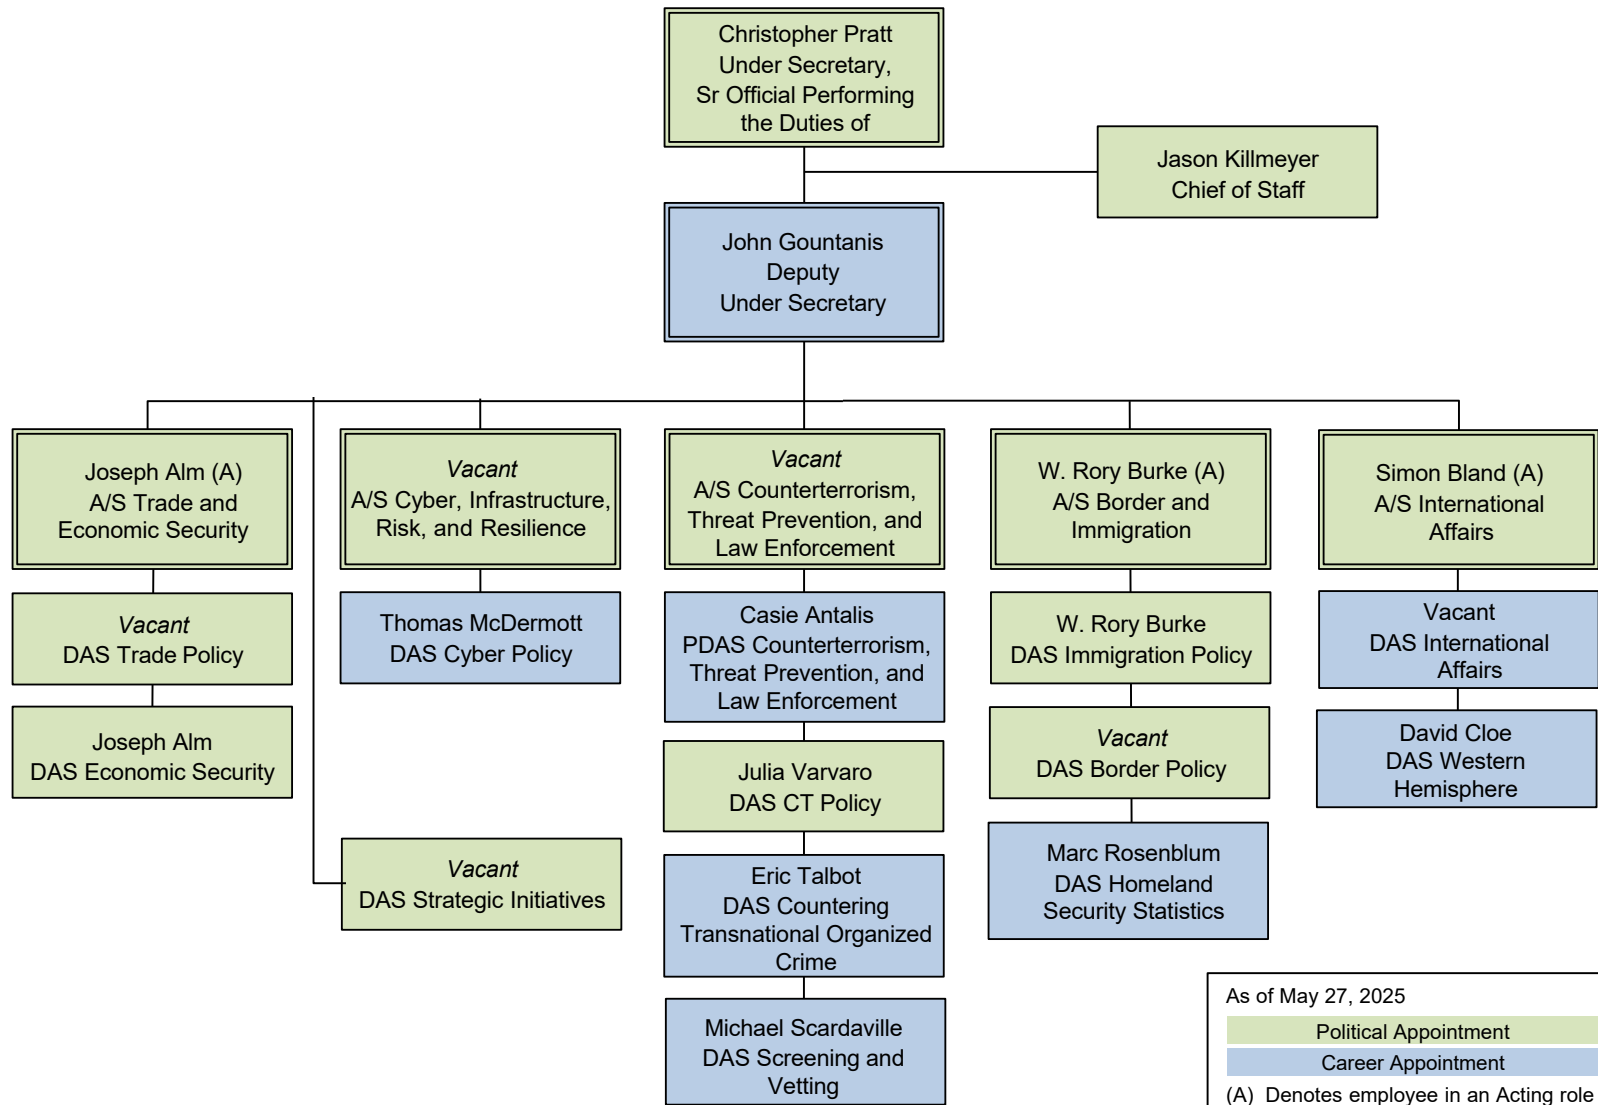 Christopher Pratt
Under Secretary,
Sr Official Performing
the Duties of
Jason Killmeyer
Chief of Staff
John Gountanis
Deputy
Under Secretary
Joseph Alm (A)
A/S Trade and
Economic Security
Vacant
A/S Cyber, Infrastructure,
Risk, and Resilience
Vacant
A/S Counterterrorism,
Threat Prevention, and
Law Enforcement
W. Rory Burke (A)
A/S Border and
Immigration
Simon Bland (A)
A/S International
Affairs
Vacant
DAS Trade Policy
Thomas McDermott
DAS Cyber Policy
Casie Antalis
PDAS Counterterrorism,
Threat Prevention, and
Law Enforcement
W. Rory Burke
DAS Immigration Policy
Vacant
DAS International
Affairs
Joseph Alm
DAS Economic Security
Julia Varvaro
DAS CT Policy
Vacant
DAS Border Policy
David Cloe
DAS Western
Hemisphere
Vacant
DAS Strategic Initiatives
Eric Talbot
DAS Countering
Transnational Organized
Crime
Marc Rosenblum
DAS Homeland
Security Statistics
Michael Scardaville
DAS Screening and
Vetting
As of May 27, 2025
Political Appointment
Career Appointment
(A) Denotes employee in an Acting role